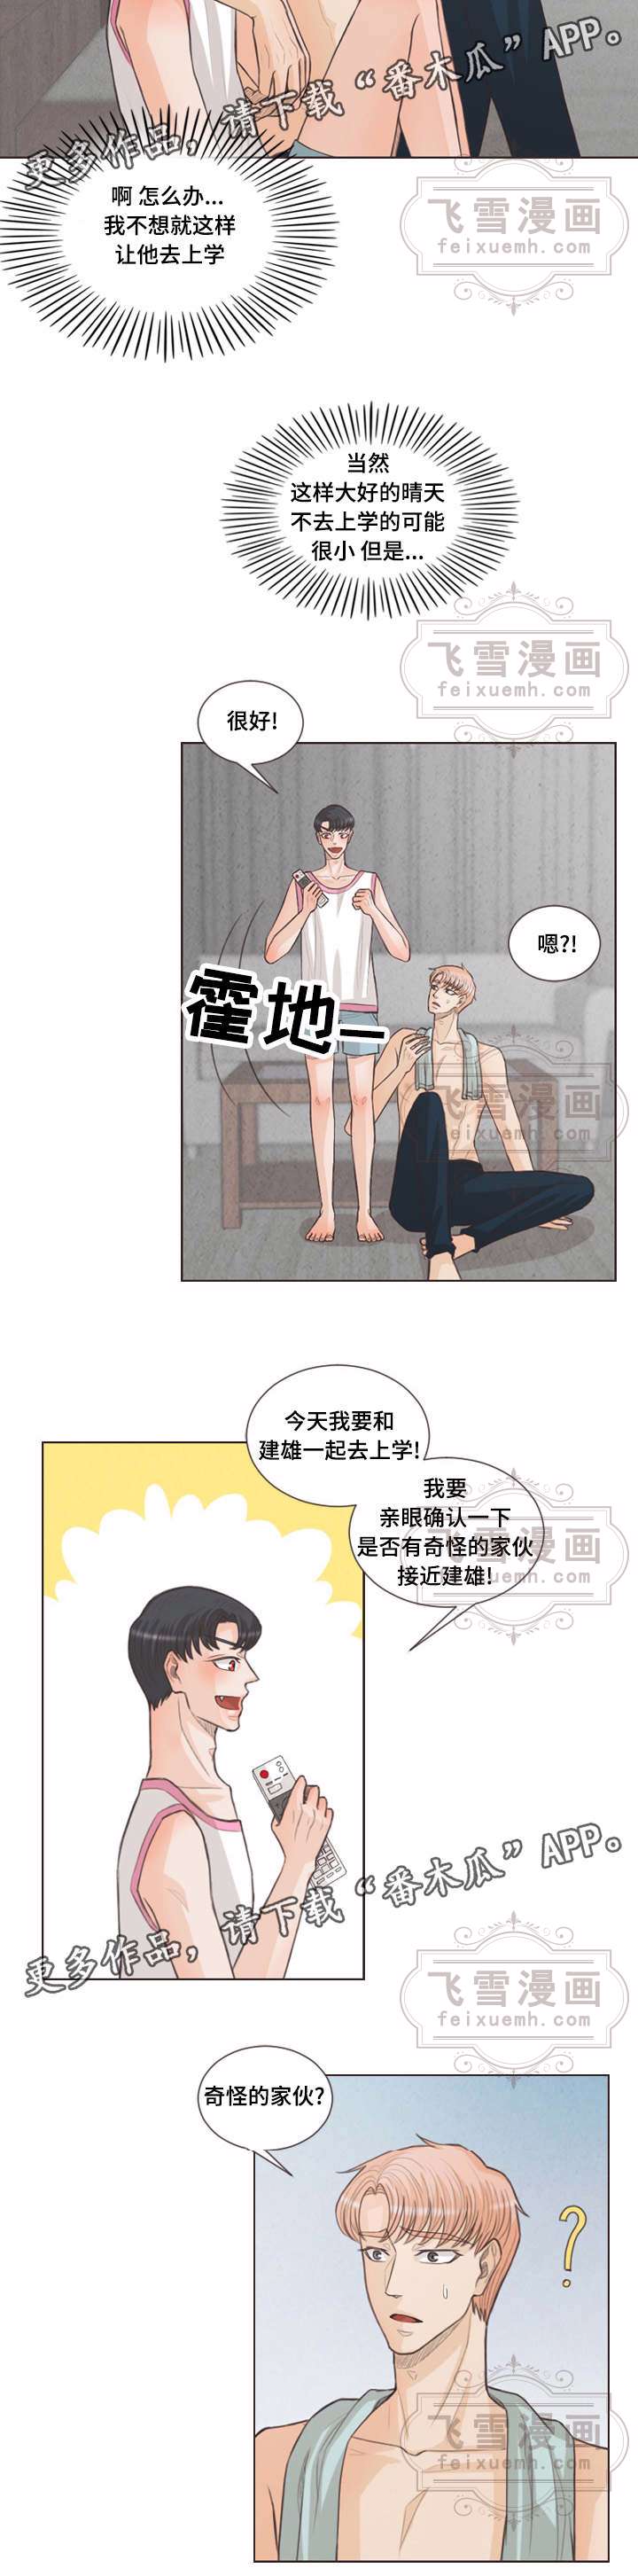 更多作品，请下载“番木瓜”APP。
飞雪漫画
feixuemh.com
啊 怎么办...
我不想就这样
让他去上学
当然
这样大好的晴天
不去上学的可能
很小 但是...
飞雪漫画
feixuemh.com
很好!
嗯?!
霍地—
飞雪漫画
feixuemh.com
今天我要和
建雄一起去上学!
我要
亲眼确认一下
是否有奇怪的家伙
接近建雄!
飞雪漫画
feixuemh.com
更多作品，请下载“番木瓜”APP。
飞雪漫画
feixuemh.com
奇怪的家伙?
?
飞雪漫画
feixuemh.com